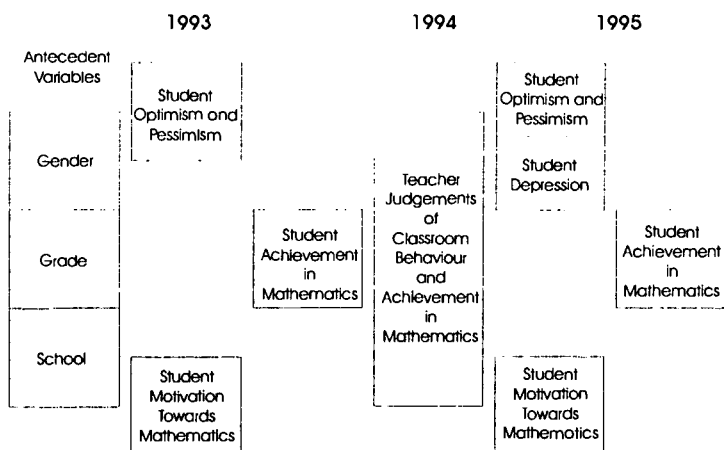 1993
1994
1995
Antecedent
Variables
Gender
Grade
School
Student
Optimism and
Pessimism
Student
Achievement
in
Mathematics
Student
Motivation
Towards
Mathematics
Teacher
Judgements
of
Classroom
Behaviour
and
Achievement
in
Mathematics
Student
Optimism and
Pessimism
Student
Depression
Student
Achievement
in
Mathematics
Student
Motivation
Towards
Mathematics